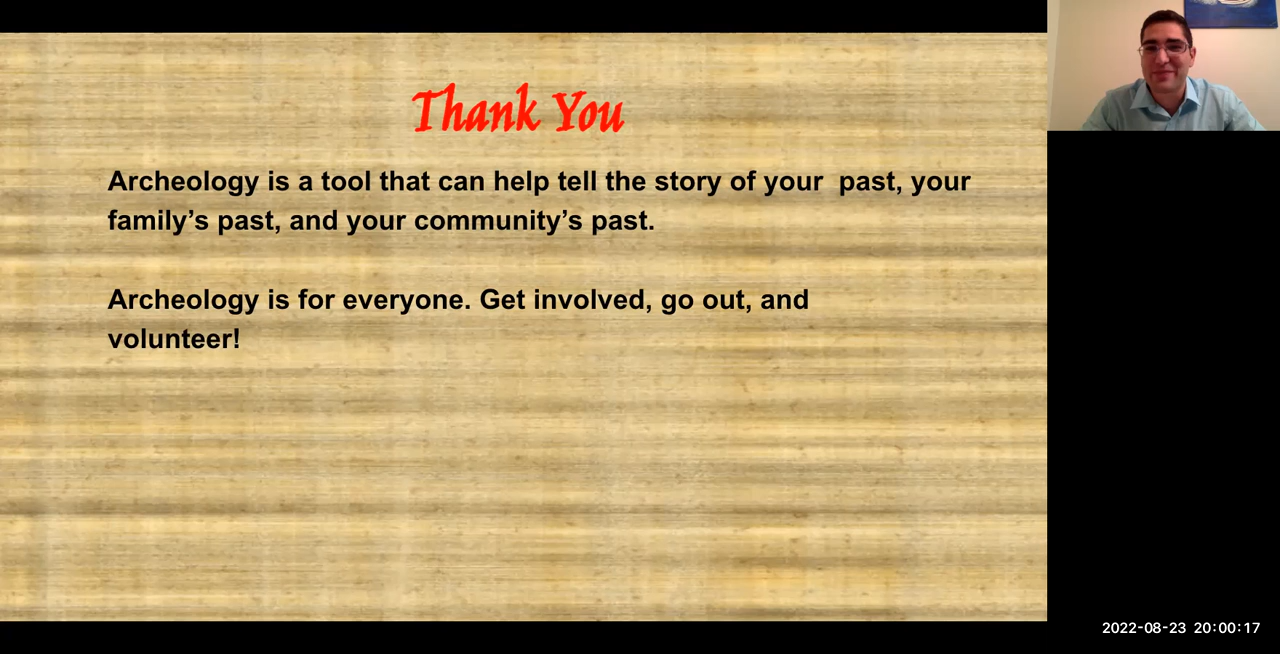 Thank You
Archeology is a tool that can help tell the story of your  past, your
family’s past, and your community’s past.
Archeology is for everyone. Get involved, go out, and
volunteer!
2022-08-23 20:00:17